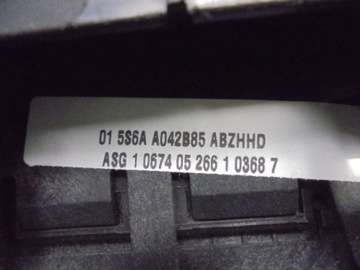 01 5S6A A042B85 ABZHHD
ASG 1 0674 05 266 1 0368 7